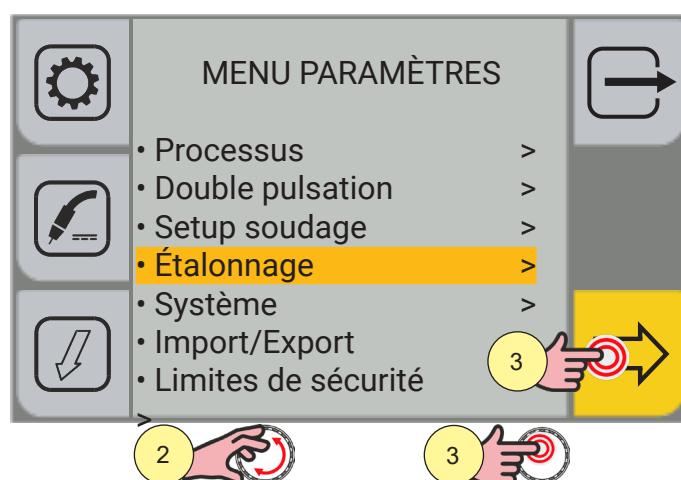 MENU PARAMÈTRES
• Processus >
• Double pulsation >
• Setup soudage >
• Étalonnage >
• Système >
• Import/Export
• Limites de sécurité
>
3
2
3